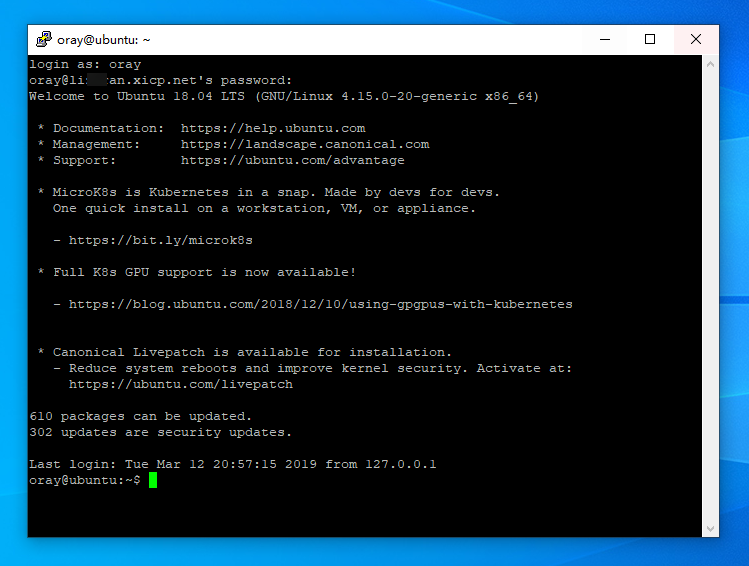 oray@ubuntu: ~
login as: oray
oray@li an.xicp.net's password:
Welcome to Ubuntu 18.04 LTS (GNU/Linux 4.15.0-20-generic x86_64)
* Documentation:  https://help.ubuntu.com
* Management:     https://landscape.canonical.com
* Support:        https://ubuntu.com/advantage
* MicroK8s is Kubernetes in a snap. Made by devs for devs.
One quick install on a workstation, VM, or appliance.
- https://bit.ly/microk8s
* Full K8s GPU support is now available!
- https://blog.ubuntu.com/2018/12/10/using-gpgpus-with-kubernetes
* Canonical Livepatch is available for installation.
- Reduce system reboots and improve kernel security. Activate at:
https://ubuntu.com/livepatch
610 packages can be updated.
302 updates are security updates.
Last login: Tue Mar 12 20:57:15 2019 from 127.0.0.1
oray@ubuntu:~$